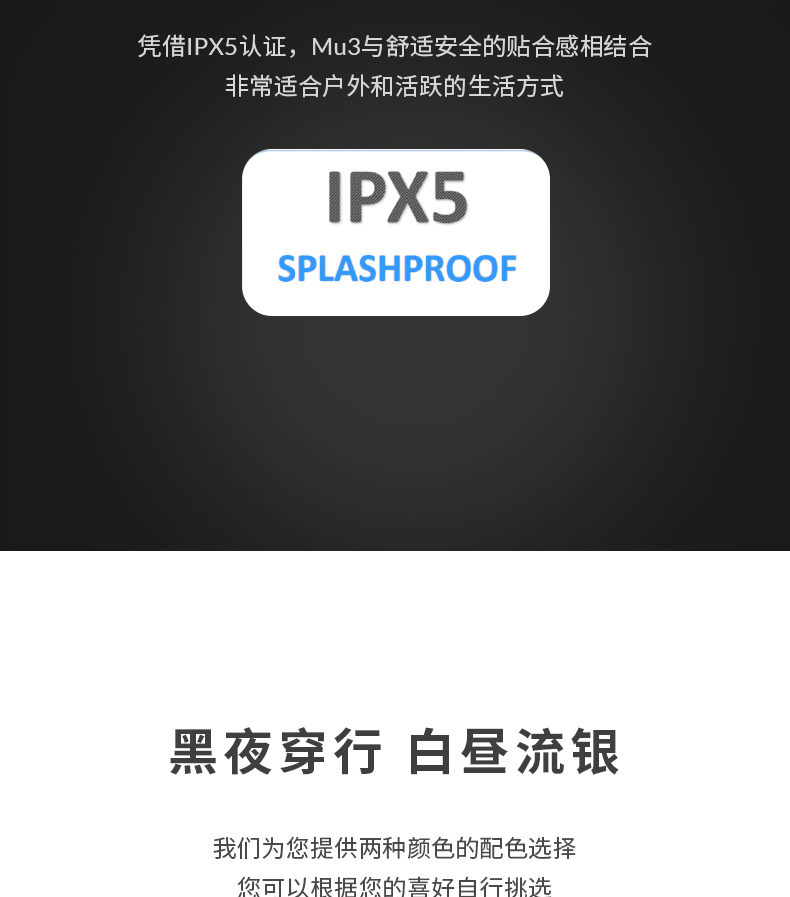 凭借IPX5认证，Mu3与舒适安全的贴合感相结合
非常适合户外和活跃的生活方式
IPX5
SPLASHPROOF
黑夜穿行 白昼流银
我们为您提供两种颜色的配色选择
您可以根据您的喜好自行挑选